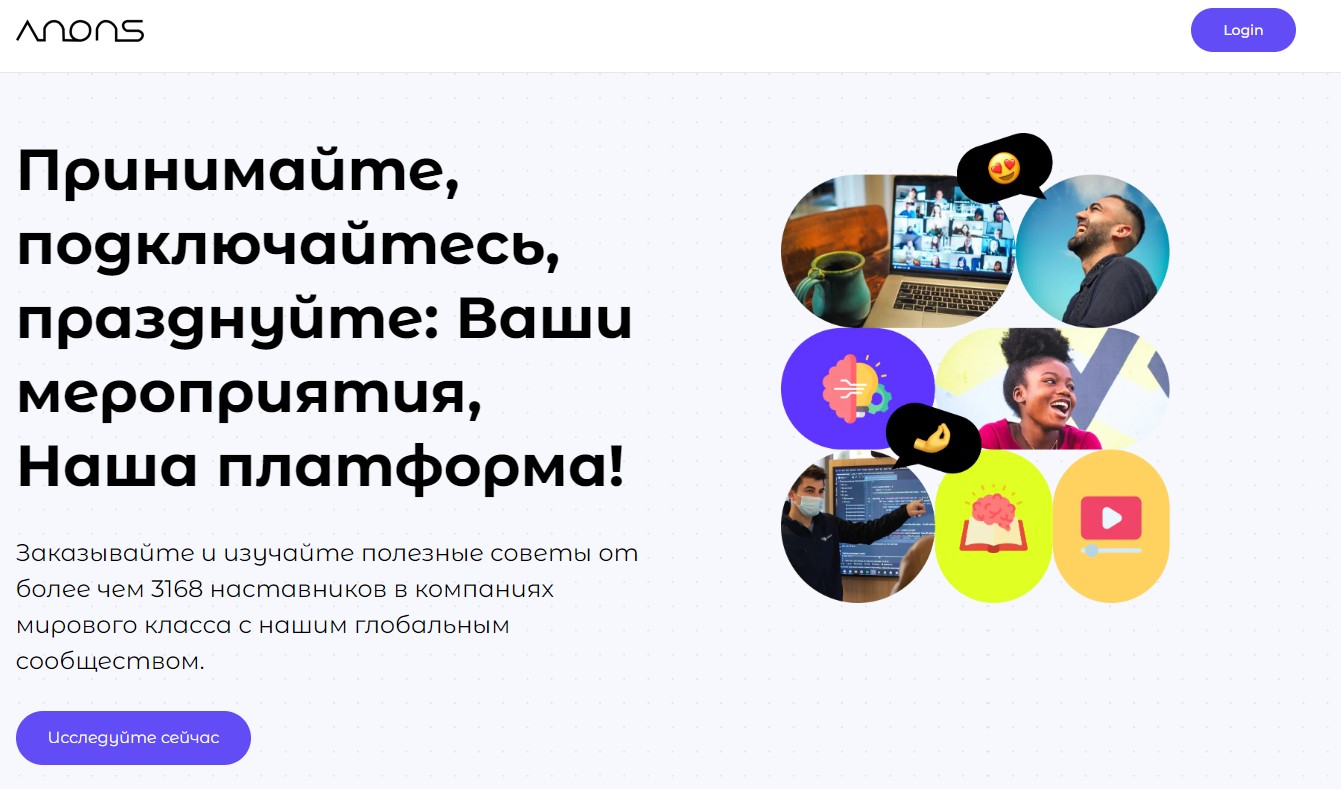 ANONS
Login
Принимайте,
подключайтесь,
празднуйте: Ваши
мероприятия,
Наша платформа!
Заказывайте и изучайте полезные советы от
более чем 3168 наставников в компаниях
мирового класса с нашим глобальным
сообществом.
Исследуйте сейчас